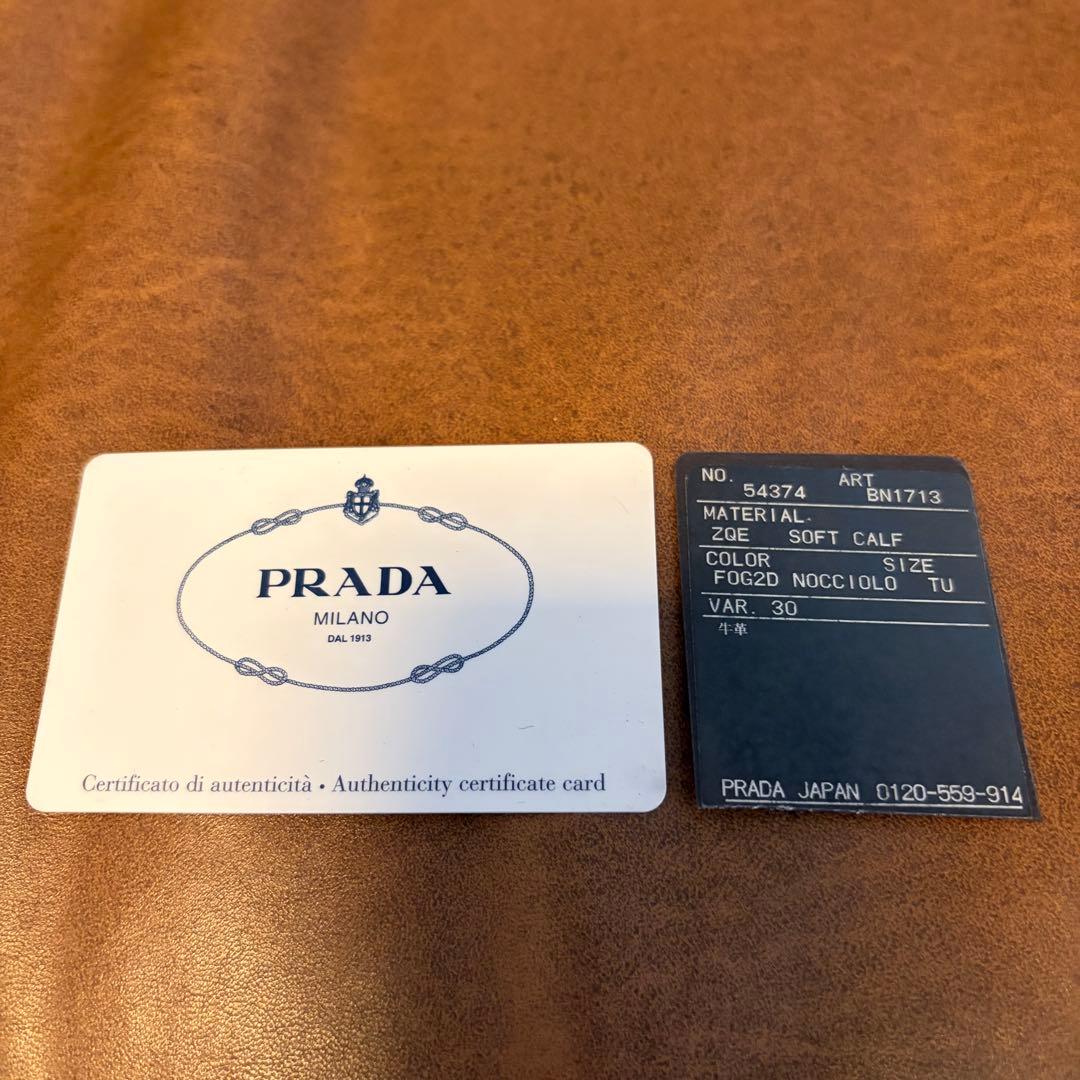 PRADA
MILANO
DAL 1913
Certificato di autenticità • Authenticity certificate card
NO. ART
54374 BN1713
MATERIAL
ZQE SOFT CALF
COLOR SIZE
FOG2D NOCCIOLO TU
VAR. 30
牛革
PRADA JAPAN 0120-559-914